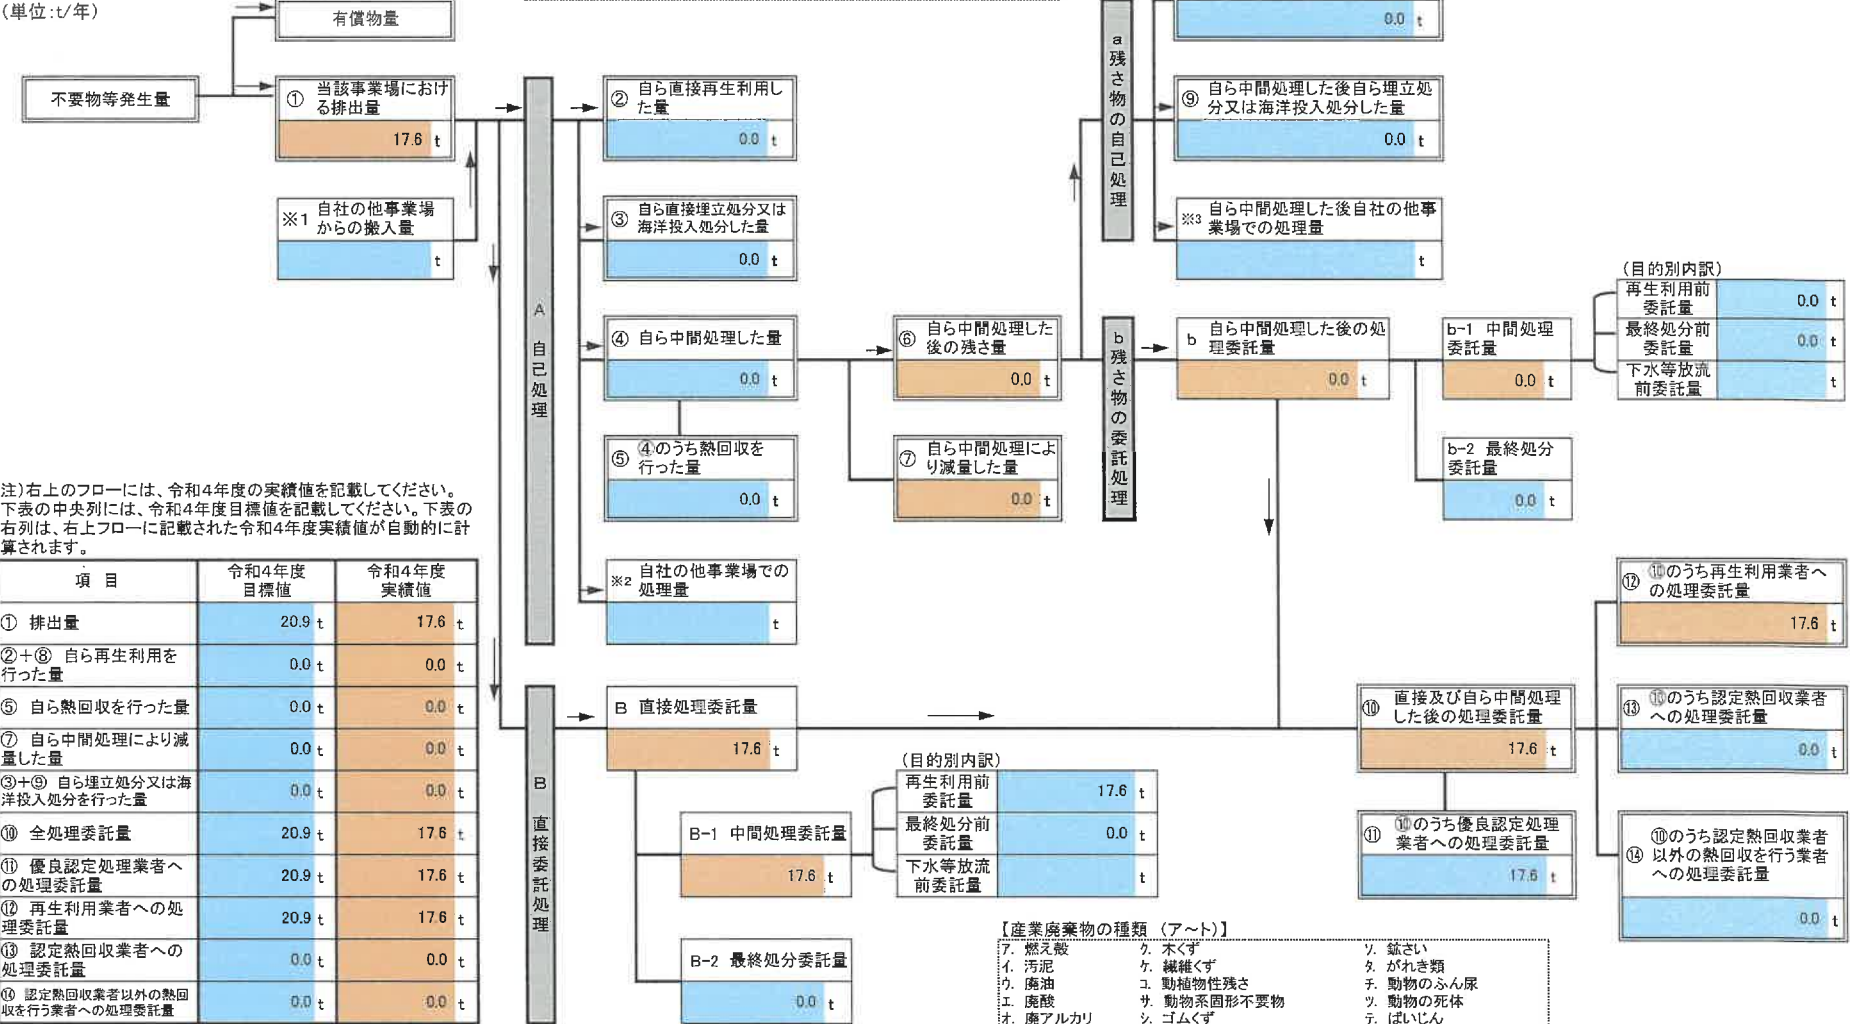 (単位:t/年)
有償物量
不要物等発生量
① 当該事業場におけ
る排出量
17.6 t
※1 自社の他事業場
からの搬入量
t
A 自己処理
② 自ら直接再生利用し
た量
0.0 t
③ 自ら直接埋立処分又は
海洋投入処分した量
0.0 t
④ 自ら中間処理した量
0.0 t
⑤ ④のうち熱回収を
行った量
0.0 t
※2 自社の他事業場での
処理量
t
⑥ 自ら中間処理した
後の残さ量
0.0 t
⑦ 自ら中間処理によ
り減量した量
0.0 t
a 残さ物の自己処理
0.0 t
⑨ 自ら中間処理した後自ら埋立処
分又は海洋投入処分した量
0.0 t
※3 自ら中間処理した後自社の他事
業場での処理量
t
b 残さ物の委託処理
b 自ら中間処理した後の処
理委託量
0.0 t
b-1 中間処理
委託量
0.0 t
(目的別内訳)
再生利用前
委託量
0.0 t
最終処分前
委託量
0.0 t
下水等放流
前委託量
t
b-2 最終処分
委託量
0.0 t
注)右上のフローには、令和4年度の実績値を記載してください。
下表の中央列には、令和4年度目標値を記載してください。下表の
右列は、右上フローに記載された令和4年度実績値が自動的に計
算されます。
項 目
令和4年度
目標値
令和4年度
実績値
① 排出量 20.9 t 17.6 t
②+⑧ 自ら再生利用を
行った量 0.0 t 0.0 t
⑤ 自ら熱回収を行った量 0.0 t 0.0 t
⑦ 自ら中間処理により減
量した量 0.0 t 0.0 t
③+⑨ 自ら埋立処分又は海
洋投入処分を行った量 0.0 t 0.0 t
⑩ 全処理委託量 20.9 t 17.6 t
⑪ 優良認定処理業者へ
の処理委託量 20.9 t 17.6 t
⑫ 再生利用業者への処
理委託量 20.9 t 17.6 t
⑬ 認定熱回収業者への
処理委託量 0.0 t 0.0 t
⑭ 認定熱回収業者以外の熱回
収を行う業者への処理委託量 0.0 t 0.0 t
B 直接委託処理
B 直接処理委託量
17.6 t
B-1 中間処理委託量
17.6 t
(目的別内訳)
再生利用前
委託量
17.6 t
最終処分前
委託量
0.0 t
下水等放流
前委託量
t
B-2 最終処分委託量
0.0 t
⑩ 直接及び自ら中間処理
した後の処理委託量
17.6 t
⑪ ⑩のうち優良認定処理
業者への処理委託量
17.6 t
⑫ ⑩のうち再生利用業者へ
の処理委託量
17.6 t
⑬ ⑩のうち認定熱回収業者
への処理委託量
0.0 t
⑭ ⑩のうち認定熱回収業者
以外の熱回収を行う業者
への処理委託量
0.0 t
【産業廃棄物の種類 (ア~ト)】
ア. 燃え殻 ク. 木くず ソ. 鉱さい
イ. 汚泥 ケ. 繊維くず タ. がれき類
ウ. 廃油 コ. 動植物性残さ チ. 動物のふん尿
エ. 廃酸 サ. 動物系固形不要物 ツ. 動物の死体
オ. 廃アルカリ シ. ゴムくず テ. ばいじん